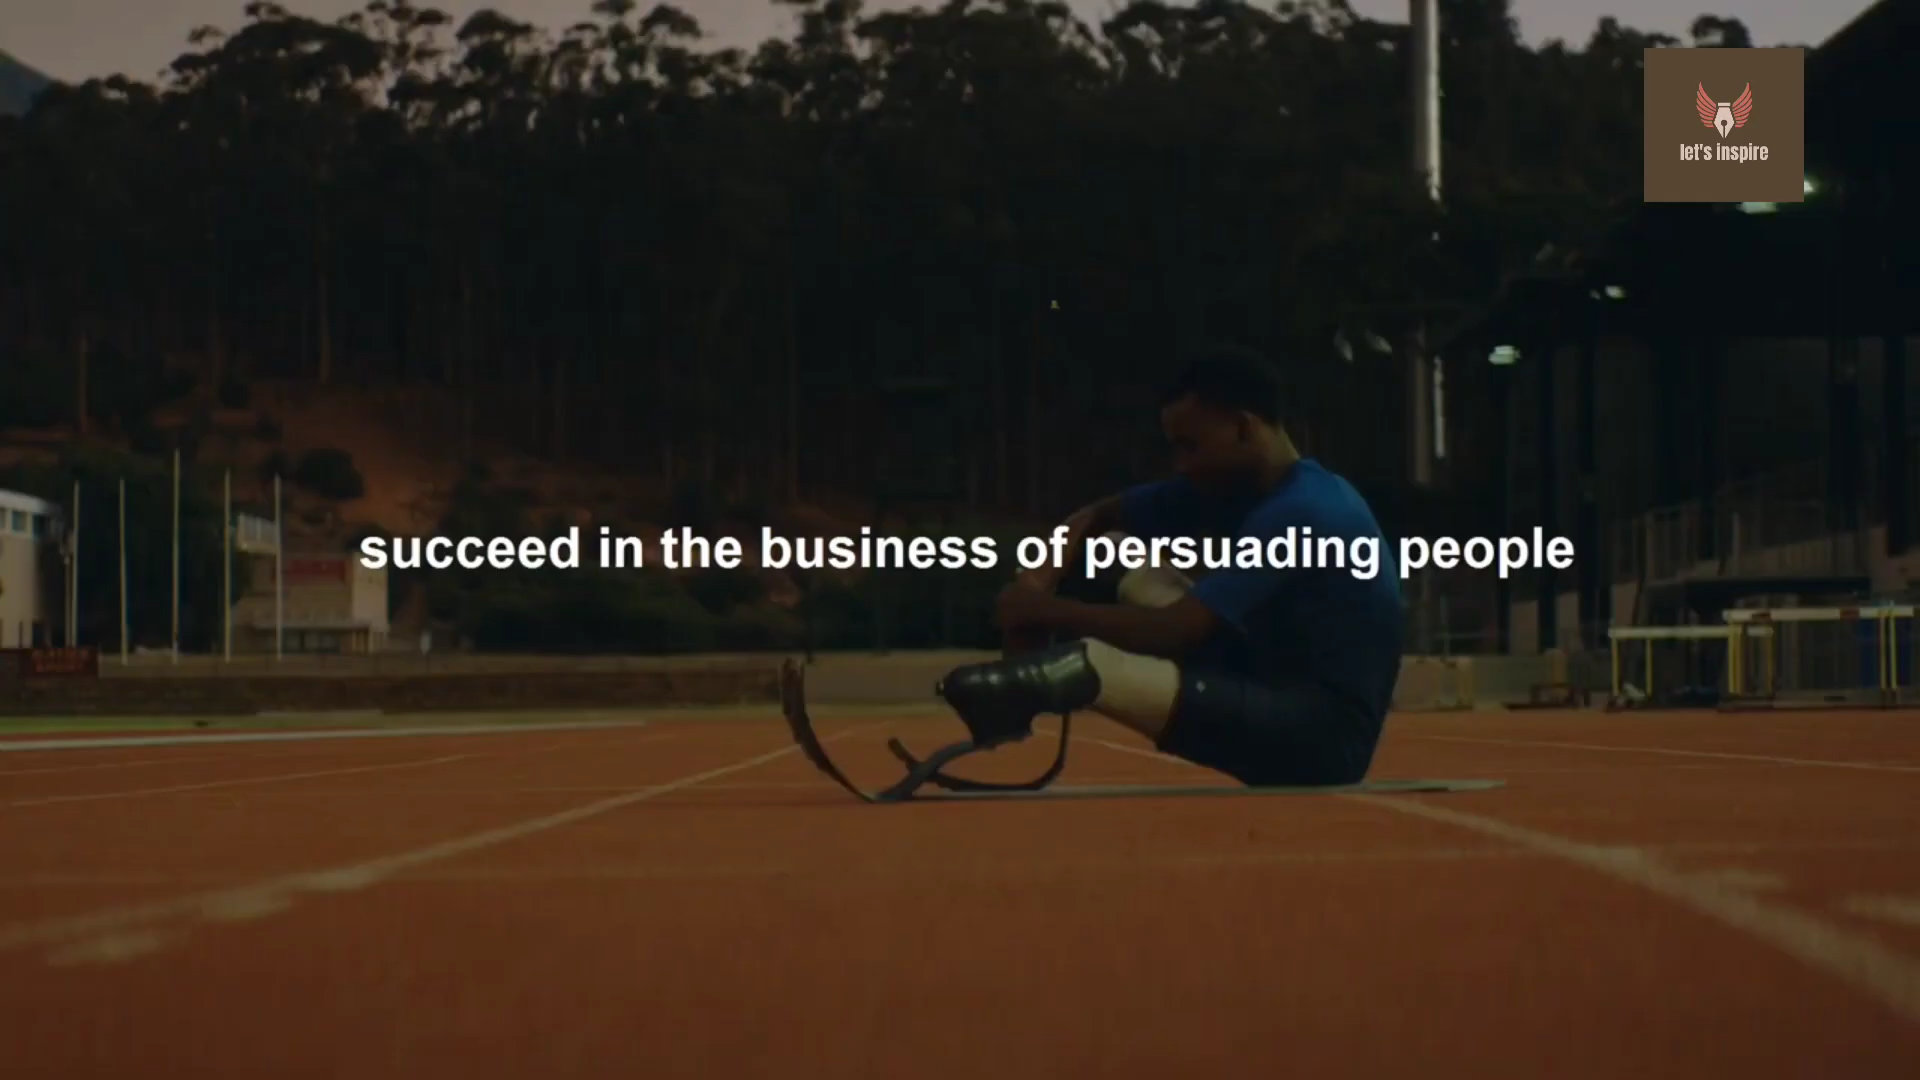 let's inspire
succeed in the business of persuading people